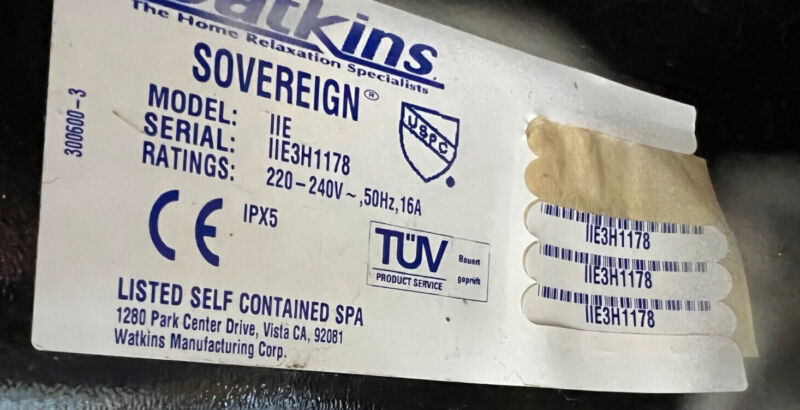 Watkins
The Home Relaxation Specialists
SOVEREIGN®
MODEL: IIE
SERIAL: IIE3H1178
RATINGS: 220-240V~,50Hz,16A
USPC
300600-3
CE IPX5
TÜV
PRODUCT SERVICE
Bauart
geprüft
LISTED SELF CONTAINED SPA
1280 Park Center Drive, Vista CA, 92081
Watkins Manufacturing Corp.
IIE3H1178
IIE3H1178
IIE3H1178